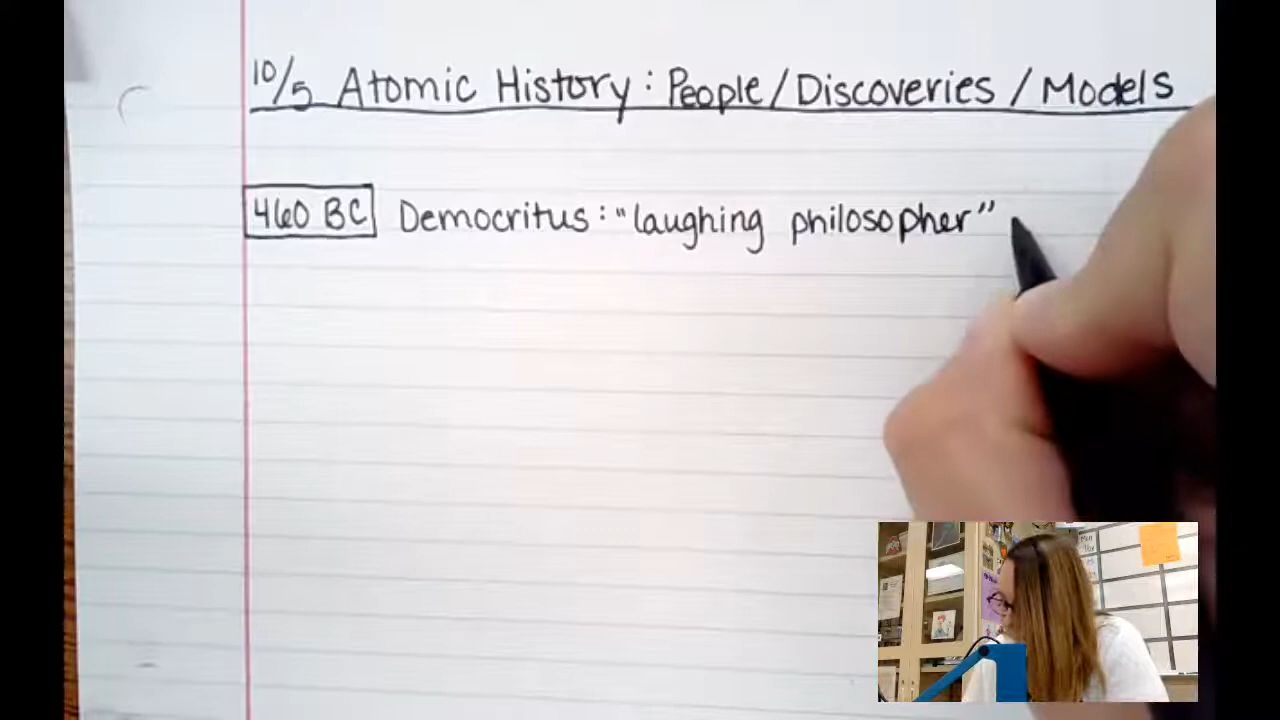 10/5 Atomic History: People/Discoveries/Models
460 BC Democritus: "laughing philosopher"